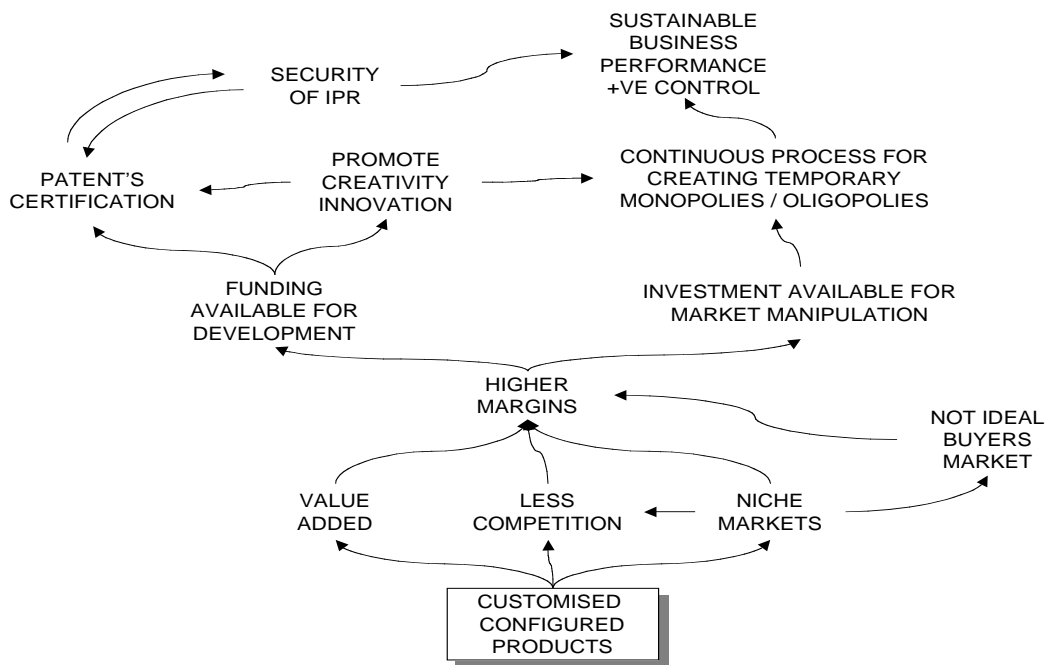 SUSTAINABLE
BUSINESS
PERFORMANCE
+VE CONTROL
SECURITY
OF IPR
PATENT'S
CERTIFICATION
PROMOTE
CREATIVITY
INNOVATION
CONTINUOUS PROCESS FOR
CREATING TEMPORARY
MONOPOLIES / OLIGOPOLIES
FUNDING
AVAILABLE FOR
DEVELOPMENT
INVESTMENT AVAILABLE FOR
MARKET MANIPULATION
HIGHER
MARGINS
NOT IDEAL
BUYERS
MARKET
VALUE
ADDED
LESS
COMPETITION
NICHE
MARKETS
CUSTOMISED
CONFIGURED
PRODUCTS